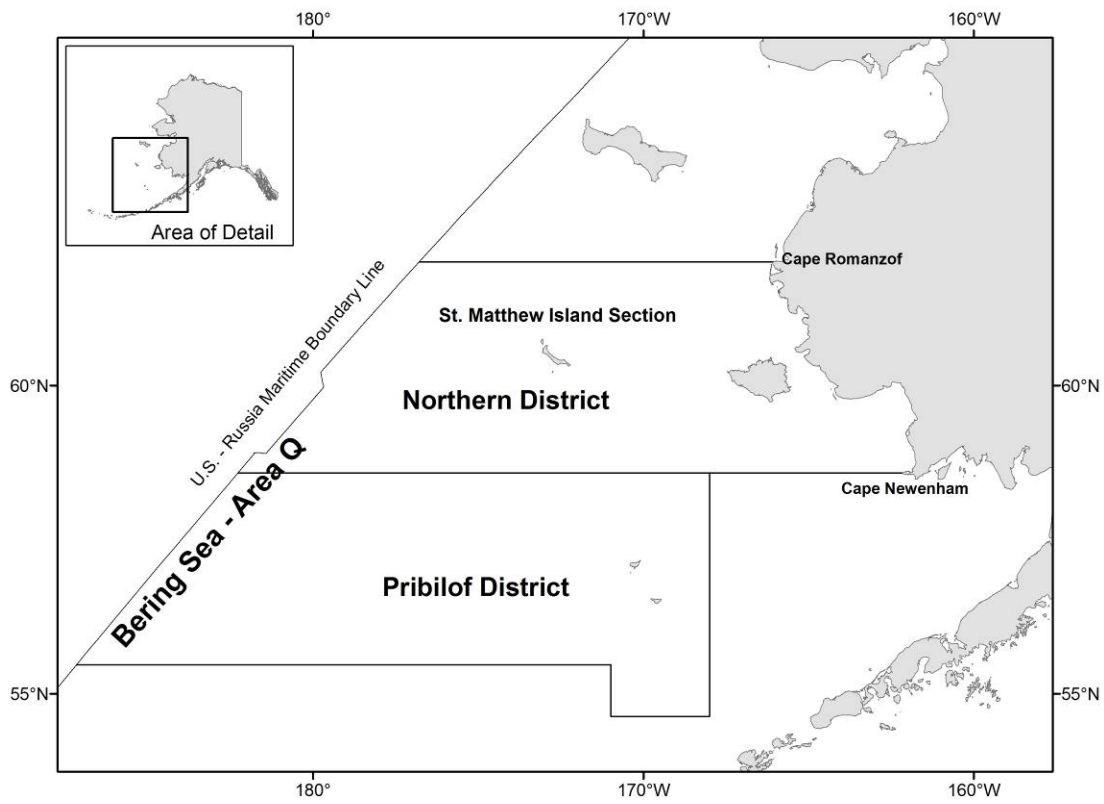 180°
170°W
160°W
Area of Detail
Cape Romanzof
U.S. - Russia Maritime Boundary Line
St. Matthew Island Section
60°N
60°N
Northern District
Bering Sea - Area Q
Cape Newenham
Pribilof District
55°N
55°N
180°
170°W
160°W